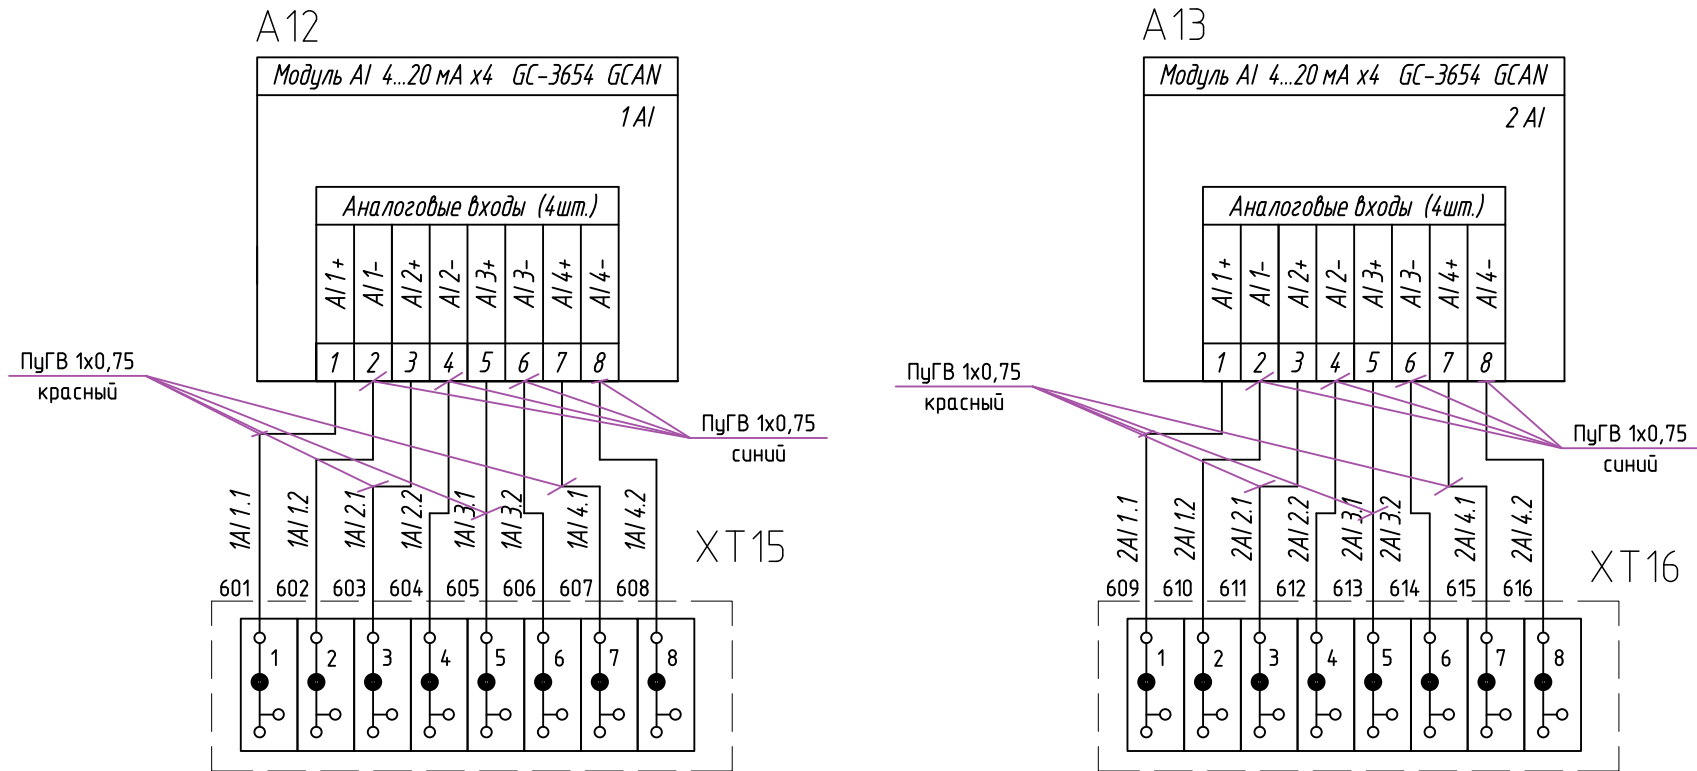 А12
Модуль AI 4...20 мА х4 GC-3654 GCAN
1 AI
Аналоговые входы (4шт.)
AI 1+ AI 1- AI 2+ AI 2- AI 3+ AI 3- AI 4+ AI 4-
1 2 3 4 5 6 7 8
ПуГВ 1х0,75
красный
ПуГВ 1х0,75
синий
1AI 1.1 1AI 1.2 1AI 2.1 1AI 2.2 1AI 3.1 1AI 3.2 1AI 4.1 1AI 4.2
XT15
601 602 603 604 605 606 607 608
1 2 3 4 5 6 7 8
А13
Модуль AI 4...20 мА х4 GC-3654 GCAN
2 AI
Аналоговые входы (4шт.)
AI 1+ AI 1- AI 2+ AI 2- AI 3+ AI 3- AI 4+ AI 4-
1 2 3 4 5 6 7 8
ПуГВ 1х0,75
красный
ПуГВ 1х0,75
синий
2AI 1.1 2AI 1.2 2AI 2.1 2AI 2.2 2AI 3.1 2AI 3.2 2AI 4.1 2AI 4.2
XT16
609 610 611 612 613 614 615 616
1 2 3 4 5 6 7 8